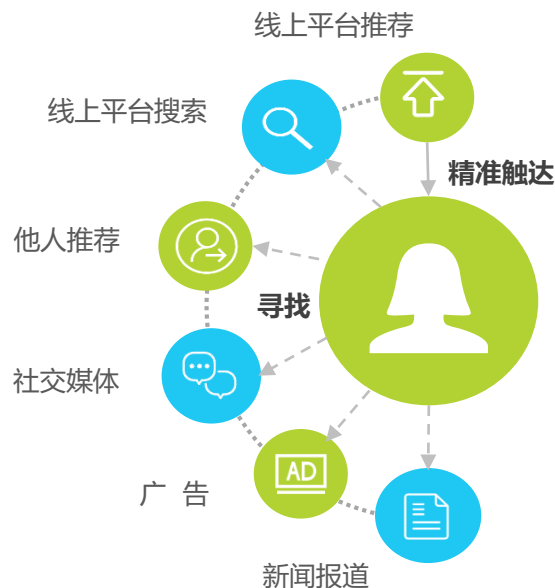 线上平台推荐
线上平台搜索
精准触达
他人推荐
寻找
社交媒体
AD
广 告
新闻报道